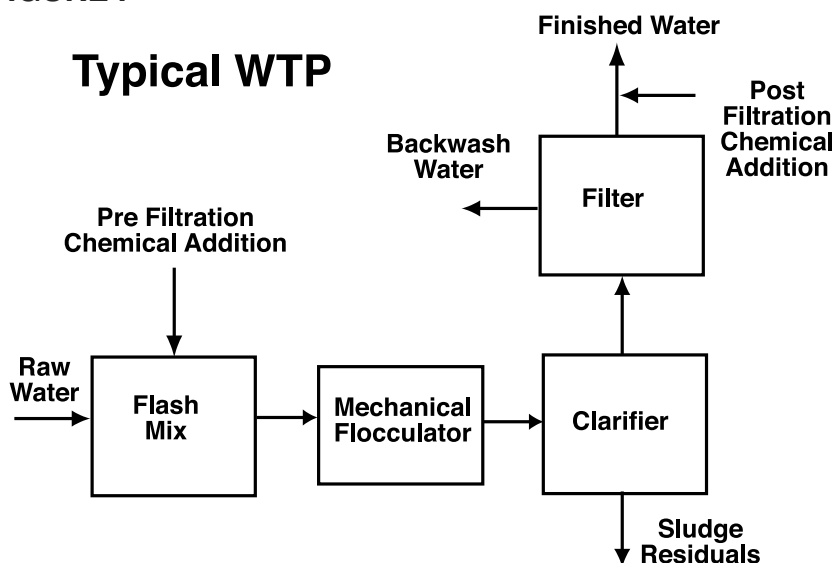 Typical WTP
Finished Water
Post
Filtration
Chemical
Addition
Backwash
Water
Filter
Pre Filtration
Chemical Addition
Raw
Water
Flash
Mix
Mechanical
Flocculator
Clarifier
Sludge
Residuals